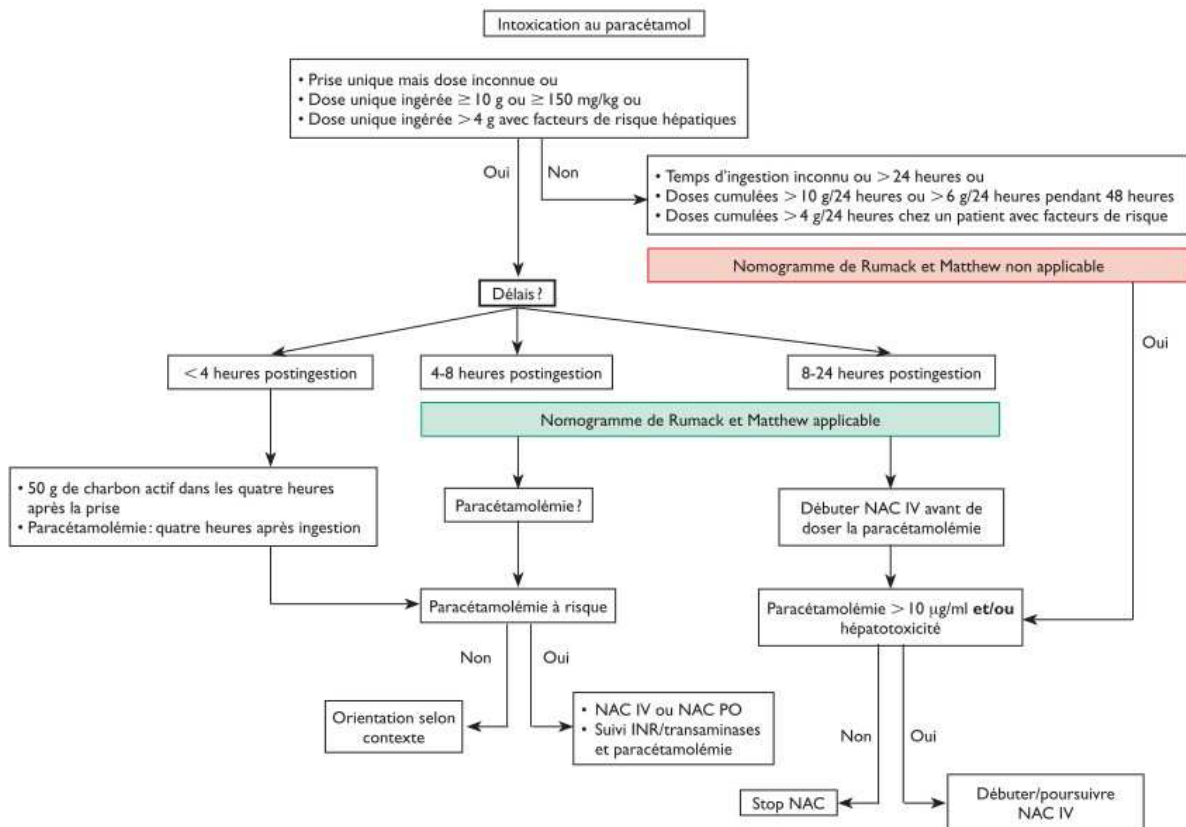 Intoxication au paracétamol
• Prise unique mais dose inconnue ou
• Dose unique ingérée ≥ 10 g ou ≥ 150 mg/kg ou
• Dose unique ingérée > 4 g avec facteurs de risque hépatiques
Oui
Non
• Temps d'ingestion inconnu ou > 24 heures ou
• Doses cumulées > 10 g/24 heures ou > 6 g/24 heures pendant 48 heures
• Doses cumulées > 4 g/24 heures chez un patient avec facteurs de risque
Nomogramme de Rumack et Matthew non applicable
Délais ?
Oui
< 4 heures postingestion
4-8 heures postingestion
8-24 heures postingestion
Nomogramme de Rumack et Matthew applicable
• 50 g de charbon actif dans les quatre heures
après la prise
• Paracétamolémie : quatre heures après ingestion
Paracétamolémie ?
Débuter NAC IV avant de
doser la paracétamolémie
Paracétamolémie à risque
Paracétamolémie > 10 µg/ml et/ou
hépatotoxicité
Non
Oui
Orientation selon
contexte
• NAC IV ou NAC PO
• Suivi INR/transaminases
et paracétamolémie
Non
Oui
Stop NAC
Débuter/poursuivre
NAC IV